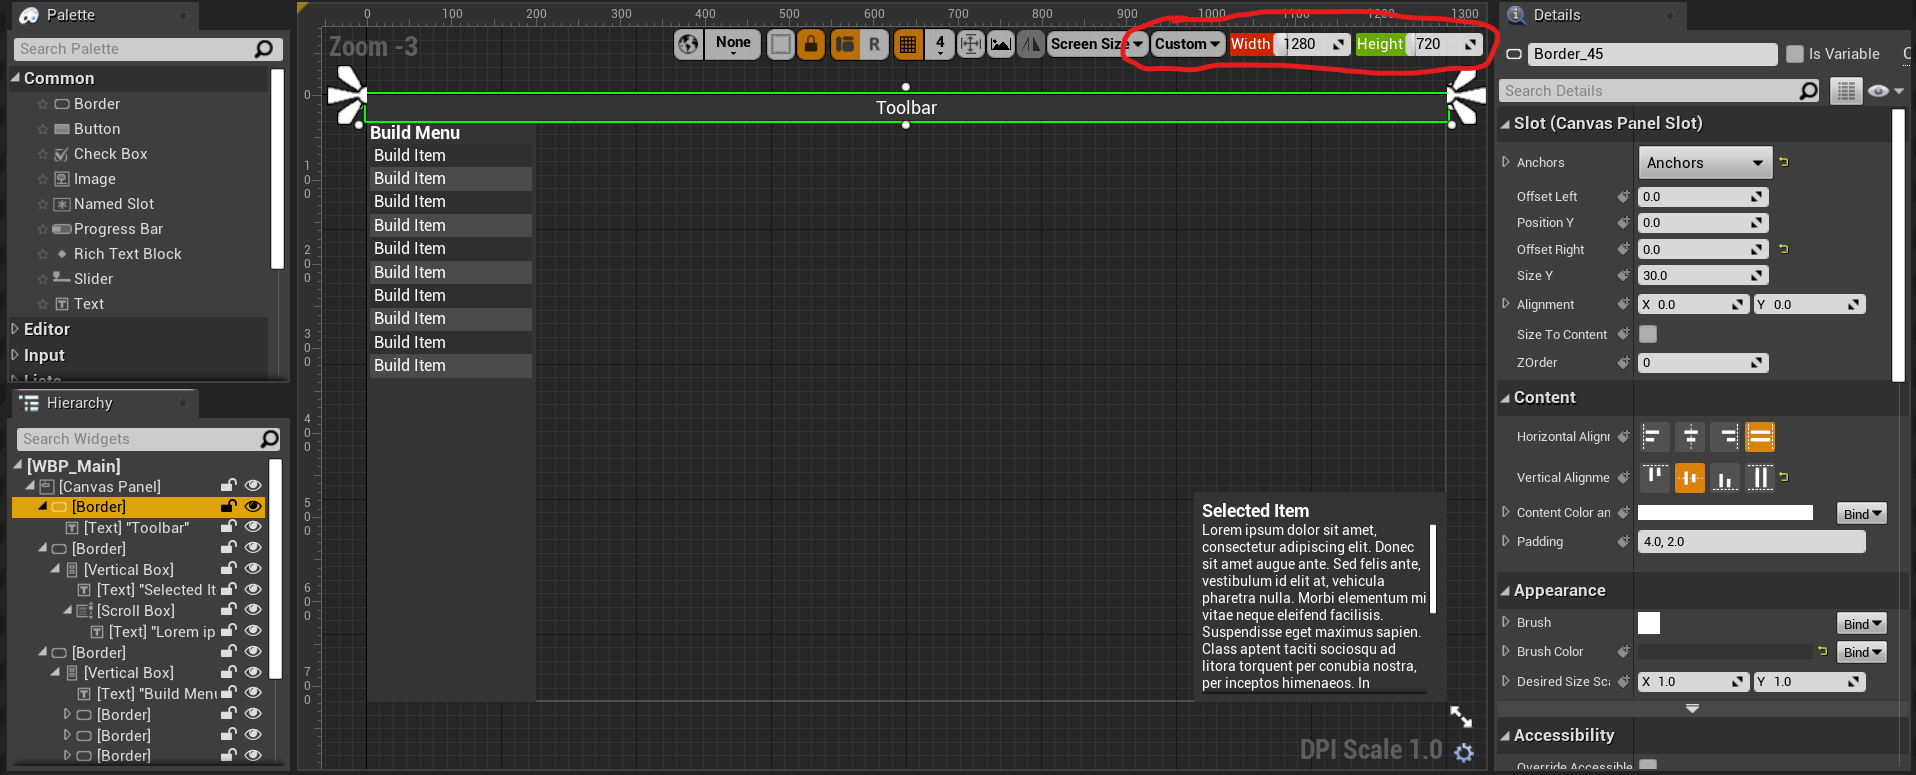 Palette
Search Palette
Common
Border
Button
Check Box
Image
Named Slot
Progress Bar
Rich Text Block
Slider
Text
Editor
Input
Hierarchy
Search Widgets
[WBP_Main]
[Canvas Panel]
[Border]
[Text] "Toolbar"
[Border]
[Vertical Box]
[Text] "Selected It
[Scroll Box]
[Text] "Lorem ip
[Border]
[Vertical Box]
[Text] "Build Menu
[Border]
[Border]
[Border]
0 100 200 300 400 500 600 700 800 900 1000 1100 1200 1300
Zoom -3
None R 4 Screen Size Custom Width 1280 Height 720
0
100
200
300
400
500
600
700
Toolbar
Build Menu
Build Item
Build Item
Build Item
Build Item
Build Item
Build Item
Build Item
Build Item
Build Item
Build Item
Selected Item
Lorem ipsum dolor sit amet,
consectetur adipiscing elit. Donec
sit amet augue ante. Sed felis ante,
vestibulum id elit at, vehicula
pharetra nulla. Morbi elementum mi
vitae neque eleifend facilisis.
Suspendisse eget maximus sapien.
Class aptent taciti sociosqu ad
litora torquent per conubia nostra,
per inceptos himenaeos. In
DPI Scale 1.0
Details
Border_45 Is Variable
Search Details
Slot (Canvas Panel Slot)
Anchors Anchors
Offset Left 0.0
Position Y 0.0
Offset Right 0.0
Size Y 30.0
Alignment X 0.0 Y 0.0
Size To Content
ZOrder 0
Content
Horizontal Alignr
Vertical Alignme
Content Color an Bind
Padding 4.0, 2.0
Appearance
Brush Bind
Brush Color Bind
Desired Size Sca X 1.0 Y 1.0
Accessibility
Override Accessible